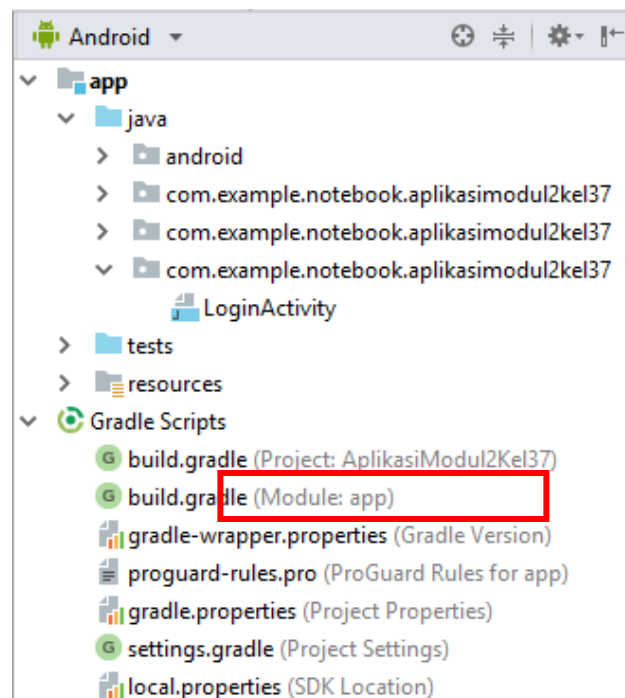 Android
app
java
android
com.example.notebook.aplikasimodul2kel37
com.example.notebook.aplikasimodul2kel37
com.example.notebook.aplikasimodul2kel37
LoginActivity
tests
resources
Gradle Scripts
build.gradle (Project: AplikasiModul2Kel37)
build.gradle (Module: app)
gradle-wrapper.properties (Gradle Version)
proguard-rules.pro (ProGuard Rules for app)
gradle.properties (Project Properties)
settings.gradle (Project Settings)
local.properties (SDK Location)